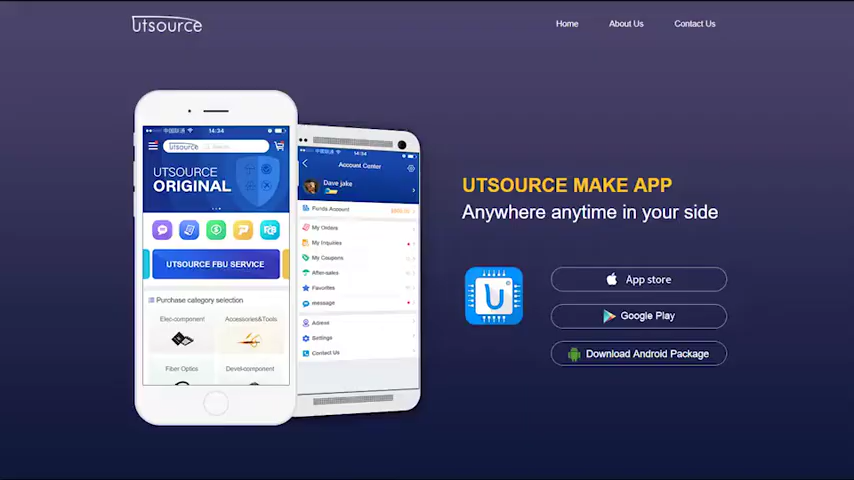 utsource
Home
About Us
Contact Us
14:34
utsource
Search
UTSOURCE
ORIGINAL
UTSOURCE FBU SERVICE
Purchase category selection
Elec-component
Accessories&Tools
Fiber Optics
Devel-component
14:34
Account Center
Dave jake
Funds Account
My Orders
My Inquiries
My Coupons
After-sales
Favorites
message
Settings
Contact Us
UTSOURCE MAKE APP
Anywhere anytime in your side
U
App store
Google Play
Download Android Package